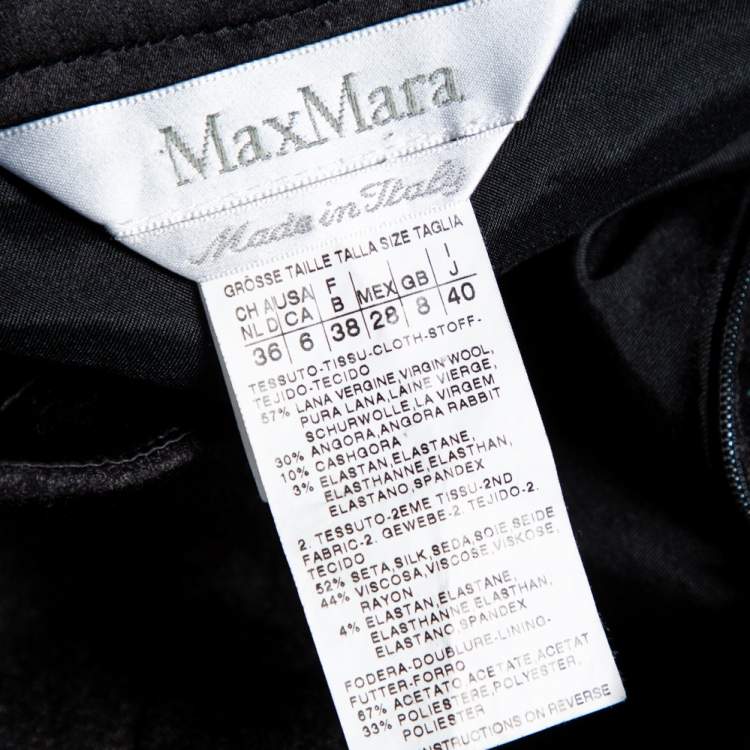 MaxMara
Made in Italy
GRÖSSE TAILLE TALLA SIZE TAGLIA
CH A USA F MEX GB I
NL D CA B J
36 6 38 28 8 40
TESSUTO-TISSU-CLOTH-STOFF-
TEJIDO-TECIDO
57% LANA VERGINE,VIRGIN WOOL,
PURA LANA,LAINE VIERGE,
SCHURWOLLE,LA VIRGEM
30% ANGORA,ANGORA RABBIT
10% CASHGORA
3% ELASTAN,ELASTANE,
ELASTHANNE,ELASTHAN,
ELASTANO SPANDEX
2. TESSUTO-2EME TISSU-2ND
FABRIC-2. GEWEBE-2. TEJIDO-2.
TECIDO
52% SETA,SILK,SEDA,SOIE,SEIDE
44% VISCOSA,VISCOSE,VISKOSE,
RAYON
4% ELASTAN,ELASTANE,
ELASTHANNE ELASTHAN,
ELASTANO SPANDEX
FODERA-DOUBLURE-LINING-
FUTTER-FORRO
67% ACETATO,ACETATE,ACETAT
33% POLIESTERE,POLYESTER,
POLIESTER
INSTRUCTIONS ON REVERSE